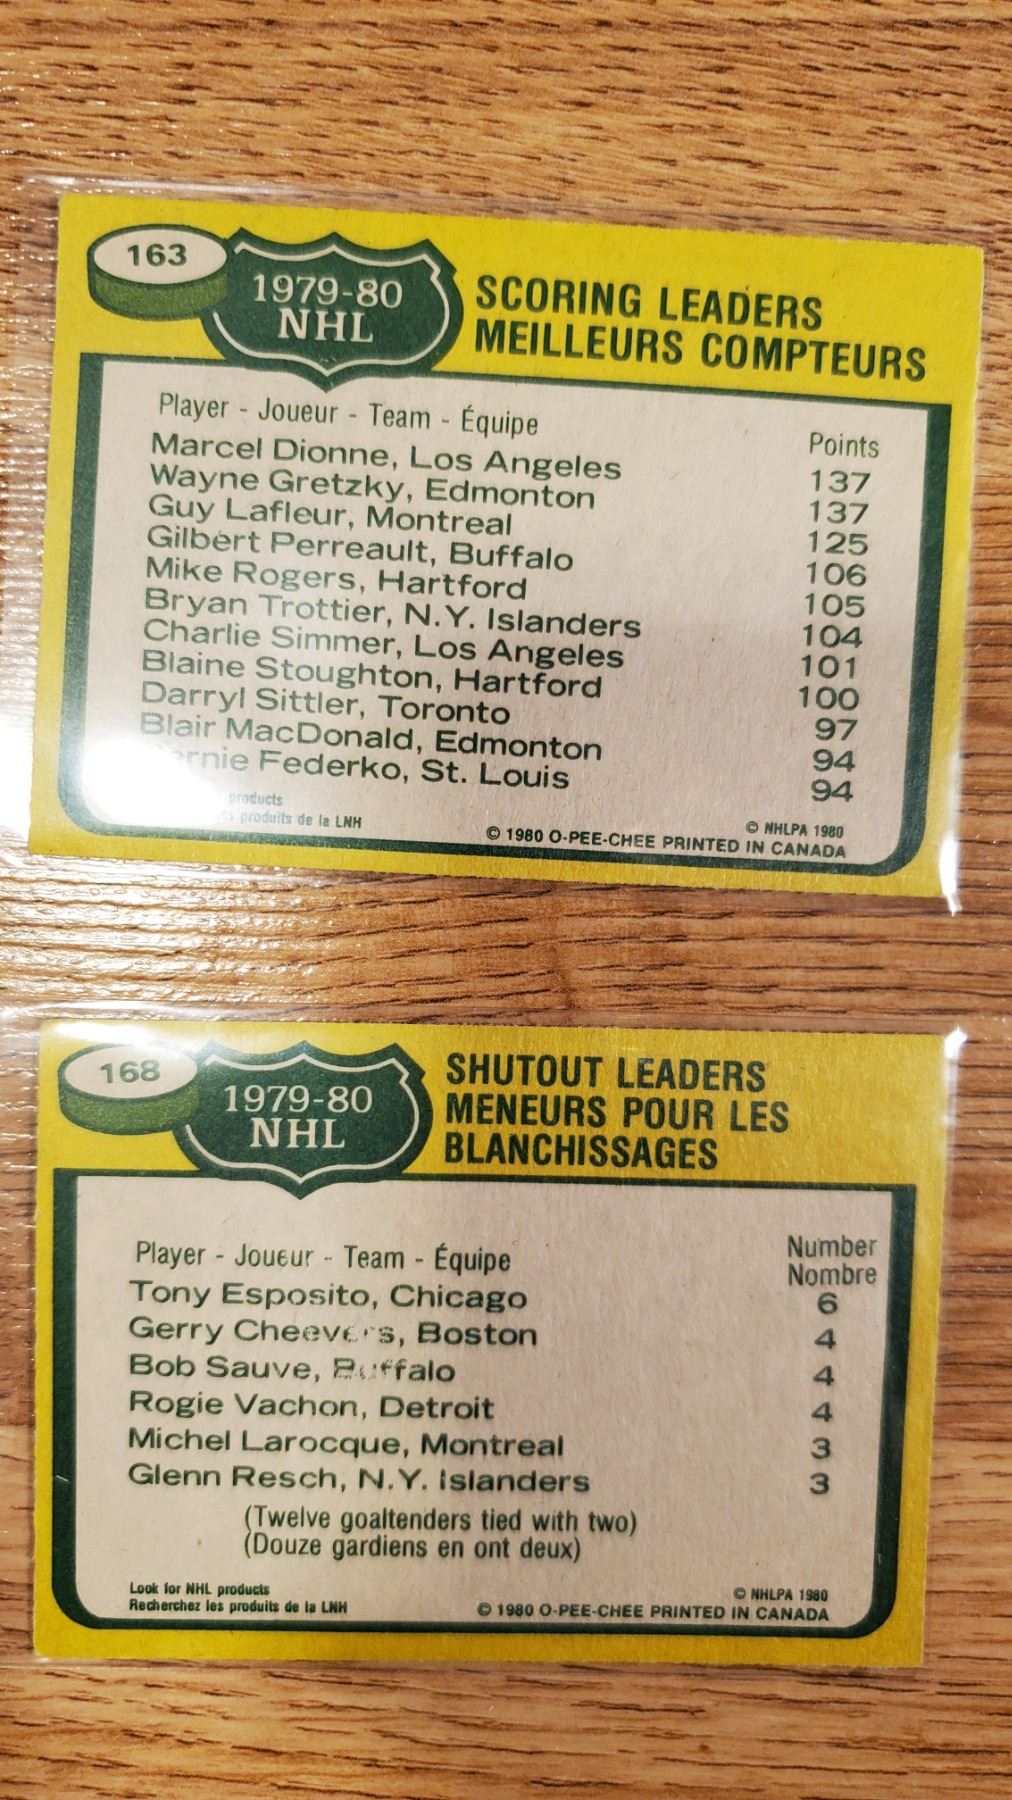 163
1979-80
NHL
SCORING LEADERS
MEILLEURS COMPTEURS
Player - Joueur - Team - Équipe Points
Marcel Dionne, Los Angeles 137
Wayne Gretzky, Edmonton 137
Guy Lafleur, Montreal 125
Gilbert Perreault, Buffalo 106
Mike Rogers, Hartford 105
Bryan Trottier, N.Y. Islanders 104
Charlie Simmer, Los Angeles 101
Blaine Stoughton, Hartford 100
Darryl Sittler, Toronto 97
Blair MacDonald, Edmonton 94
Federko, St. Louis 94
products
produits de la LNH
© NHLPA 1980
© 1980 O-PEE-CHEE PRINTED IN CANADA
168
1979-80
NHL
SHUTOUT LEADERS
MENEURS POUR LES
BLANCHISSAGES
Player - Joueur - Team - Équipe
Number
Nombre
Tony Esposito, Chicago 6
Gerry Cheevers, Boston 4
Bob Sauve, Buffalo 4
Rogie Vachon, Detroit 4
Michel Larocque, Montreal 3
Glenn Resch, N.Y. Islanders 3
(Twelve goaltenders tied with two)
(Douze gardiens en ont deux)
Look for NHL products
Recherchez les produits de la LNH
© NHLPA 1980
© 1980 O-PEE-CHEE PRINTED IN CANADA